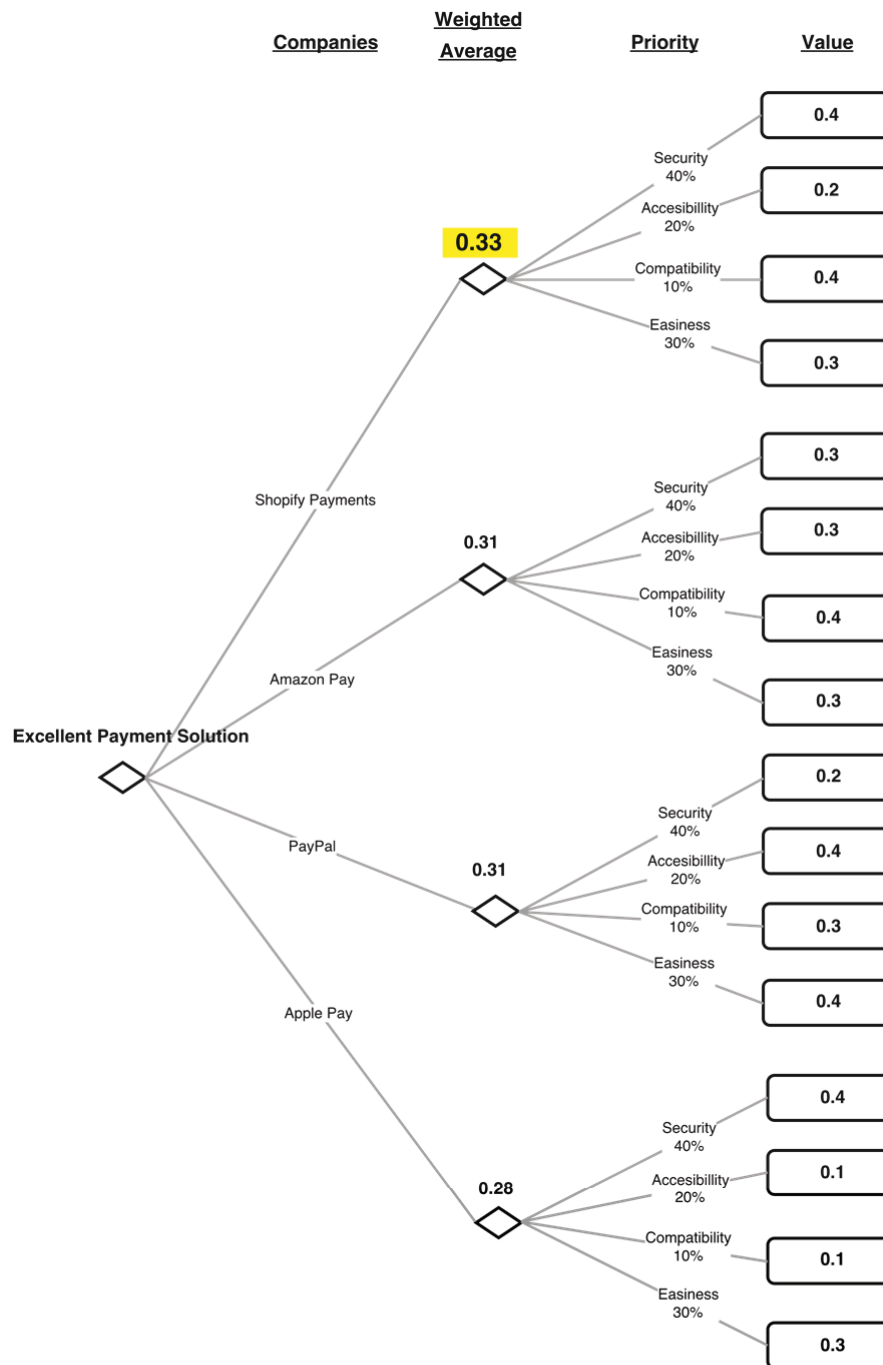 Companies
Weighted
Average
Priority
Value
0.4
Security
40%
0.2
Accesibillity
20%
0.33
Compatibility
10%
0.4
Easiness
30%
0.3
Shopify Payments
0.3
Security
40%
0.3
Accesibillity
20%
0.31
Compatibility
10%
0.4
Easiness
30%
0.3
Amazon Pay
Excellent Payment Solution
0.2
Security
40%
PayPal
0.4
Accesibillity
20%
0.31
Compatibility
10%
0.3
Easiness
30%
0.4
Apple Pay
0.4
Security
40%
0.1
Accesibillity
20%
0.28
Compatibility
10%
0.1
Easiness
30%
0.3